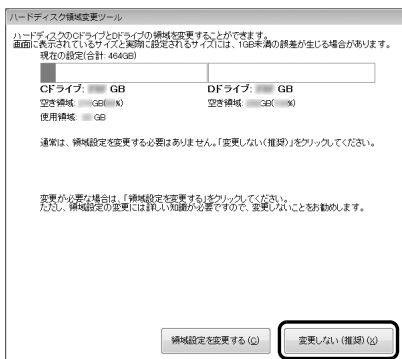 ハードディスク領域変更ツール
ハードディスクのCドライブとDドライブの領域を変更することができます。
画面に表示されているサイズと実際に設定されるサイズには、1GB未満の誤差が生じる場合があります。
現在の設定(合計: 464GB)
Cドライブ: GB
Dドライブ: GB
空き領域: GB( %)
空き領域: GB( %)
使用領域: GB
通常は、領域設定を変更する必要はありません。「変更しない(推奨)」をクリックしてください。
変更が必要な場合は、「領域設定を変更する」をクリックしてください。
ただし、領域設定の変更には詳しい知識が必要ですので、変更しないことをお勧めします。
領域設定を変更する(C)
変更しない(推奨)(X)